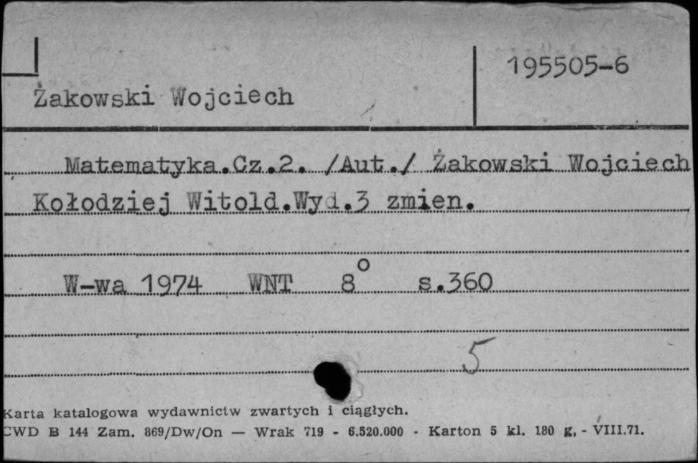 195505-6
Żakowski Wojciech
Matematyka.Cz.2. /Aut./ Żakowski Wojciech
Kołodziej Witold.Wyd.3 zmien.
W-wa 1974 WNT 8° s.360
5
Karta katalogowa wydawnictw zwartych i ciągłych.
CWD B 144 Zam. 869/Dw/On — Wrak 719 - 6.520.000 - Karton 5 kl. 180 g. - VIII.71.